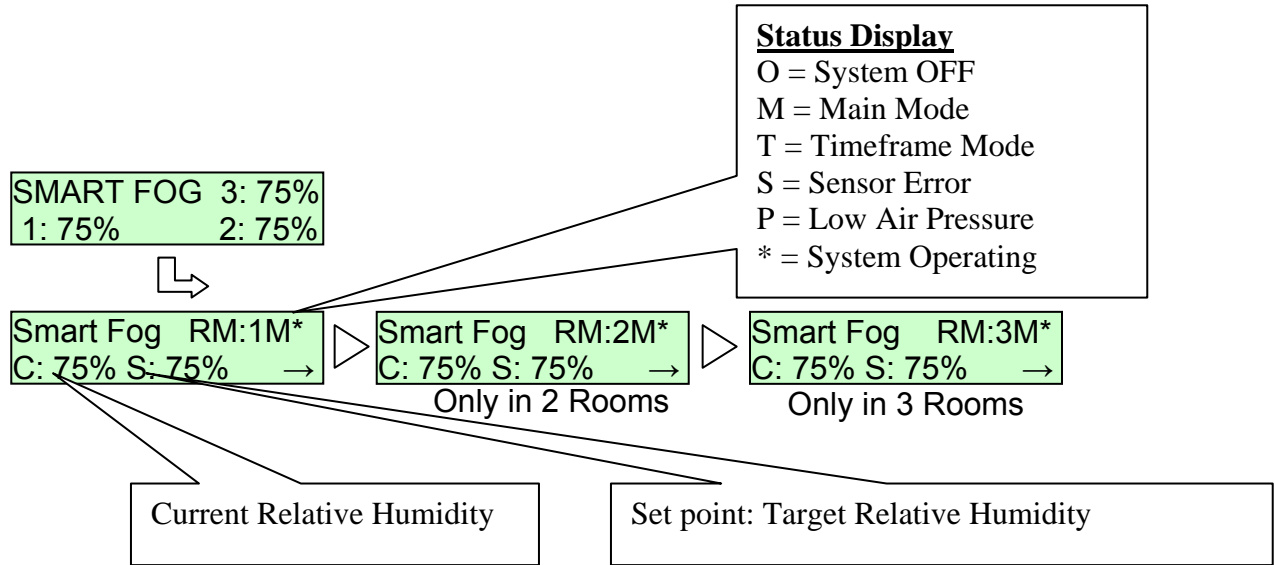 Status Display
O = System OFF
M = Main Mode
T = Timeframe Mode
S = Sensor Error
P = Low Air Pressure
* = System Operating
SMART FOG 3: 75%
1: 75% 2: 75%
Smart Fog RM:1M*
C: 75% S: 75% →
Smart Fog RM:2M*
C: 75% S: 75% →
Only in 2 Rooms
Smart Fog RM:3M*
C: 75% S: 75% →
Only in 3 Rooms
Current Relative Humidity
Set point: Target Relative Humidity